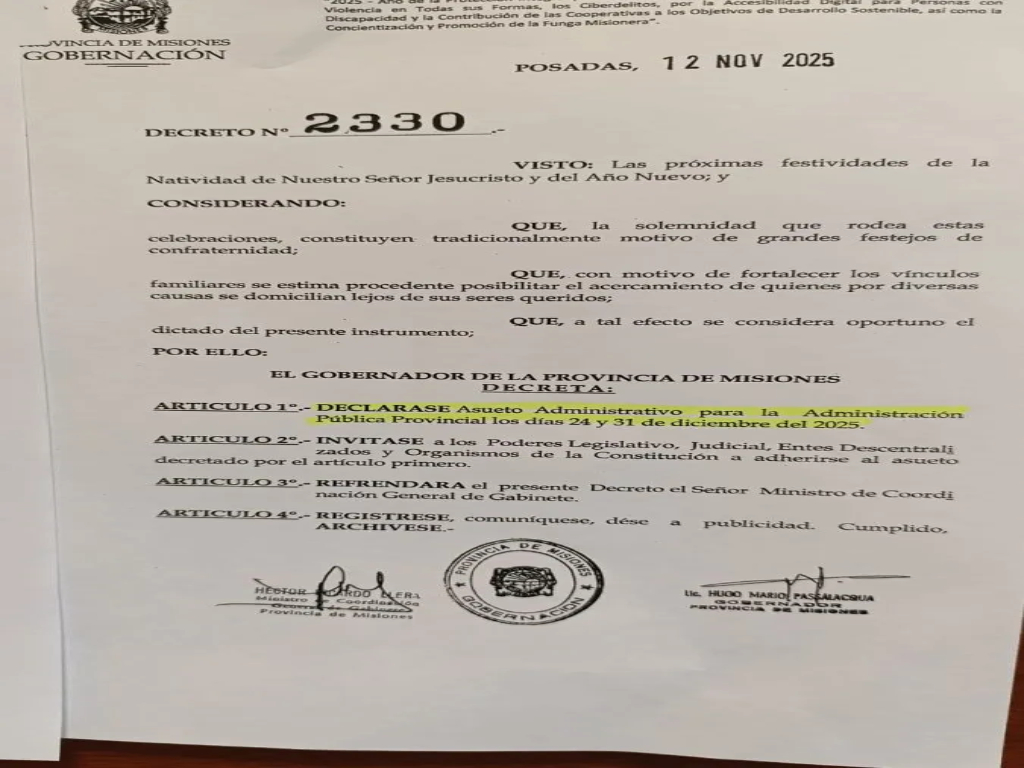 "2025 - Año de la
Violencia en Todas sus Formas, los Ciberdelitos, por la Accesibilidad Digital para Personas con
Discapacidad y la Contribución de las Cooperativas a los Objetivos de Desarrollo Sostenible, así como la
Concientización y Promoción de la Funga Misionera".
VINCIA DE MISIONES
GOBERNACIÓN
POSADAS, 12 NOV 2025
DECRETO Nº 2330.-
VISTO: Las próximas festividades de la
Natividad de Nuestro Señor Jesucristo y del Año Nuevo; y
CONSIDERANDO:
QUE, la solemnidad que rodea estas
celebraciones, constituyen tradicionalmente motivo de grandes festejos de
confraternidad;
QUE, con motivo de fortalecer los vínculos
familiares se estima procedente posibilitar el acercamiento de quienes por diversas
causas se domicilian lejos de sus seres queridos;
QUE, a tal efecto se considera oportuno el
dictado del presente instrumento;
POR ELLO:
EL GOBERNADOR DE LA PROVINCIA DE MISIONES
DECRETA:
ARTICULO 1º.- DECLARASE Asueto Administrativo para la Administración
Pública Provincial los días 24 y 31 de diciembre del 2025.
ARTICULO 2º.- INVITASE a los Poderes Legislativo, Judicial, Entes Descentrali
zados y Organismos de la Constitución a adherirse al asueto
decretado por el artículo primero.
ARTICULO 3º.- REFRENDARA el presente Decreto el Señor Ministro de Coordi
nación General de Gabinete.
ARTICULO 4º.- REGISTRESE, comuníquese, dése a publicidad. Cumplido,
ARCHIVESE.-
PROVINCIA DE MISIONES
GOBERNACIÓN
HÉCTOR LLERA
Ministro de Coordinación
General de Gabinete
Provincia de Misiones
Lic. HUGO MARIO PASSALACQUA
GOBERNADOR
PROVINCIA DE MISIONES